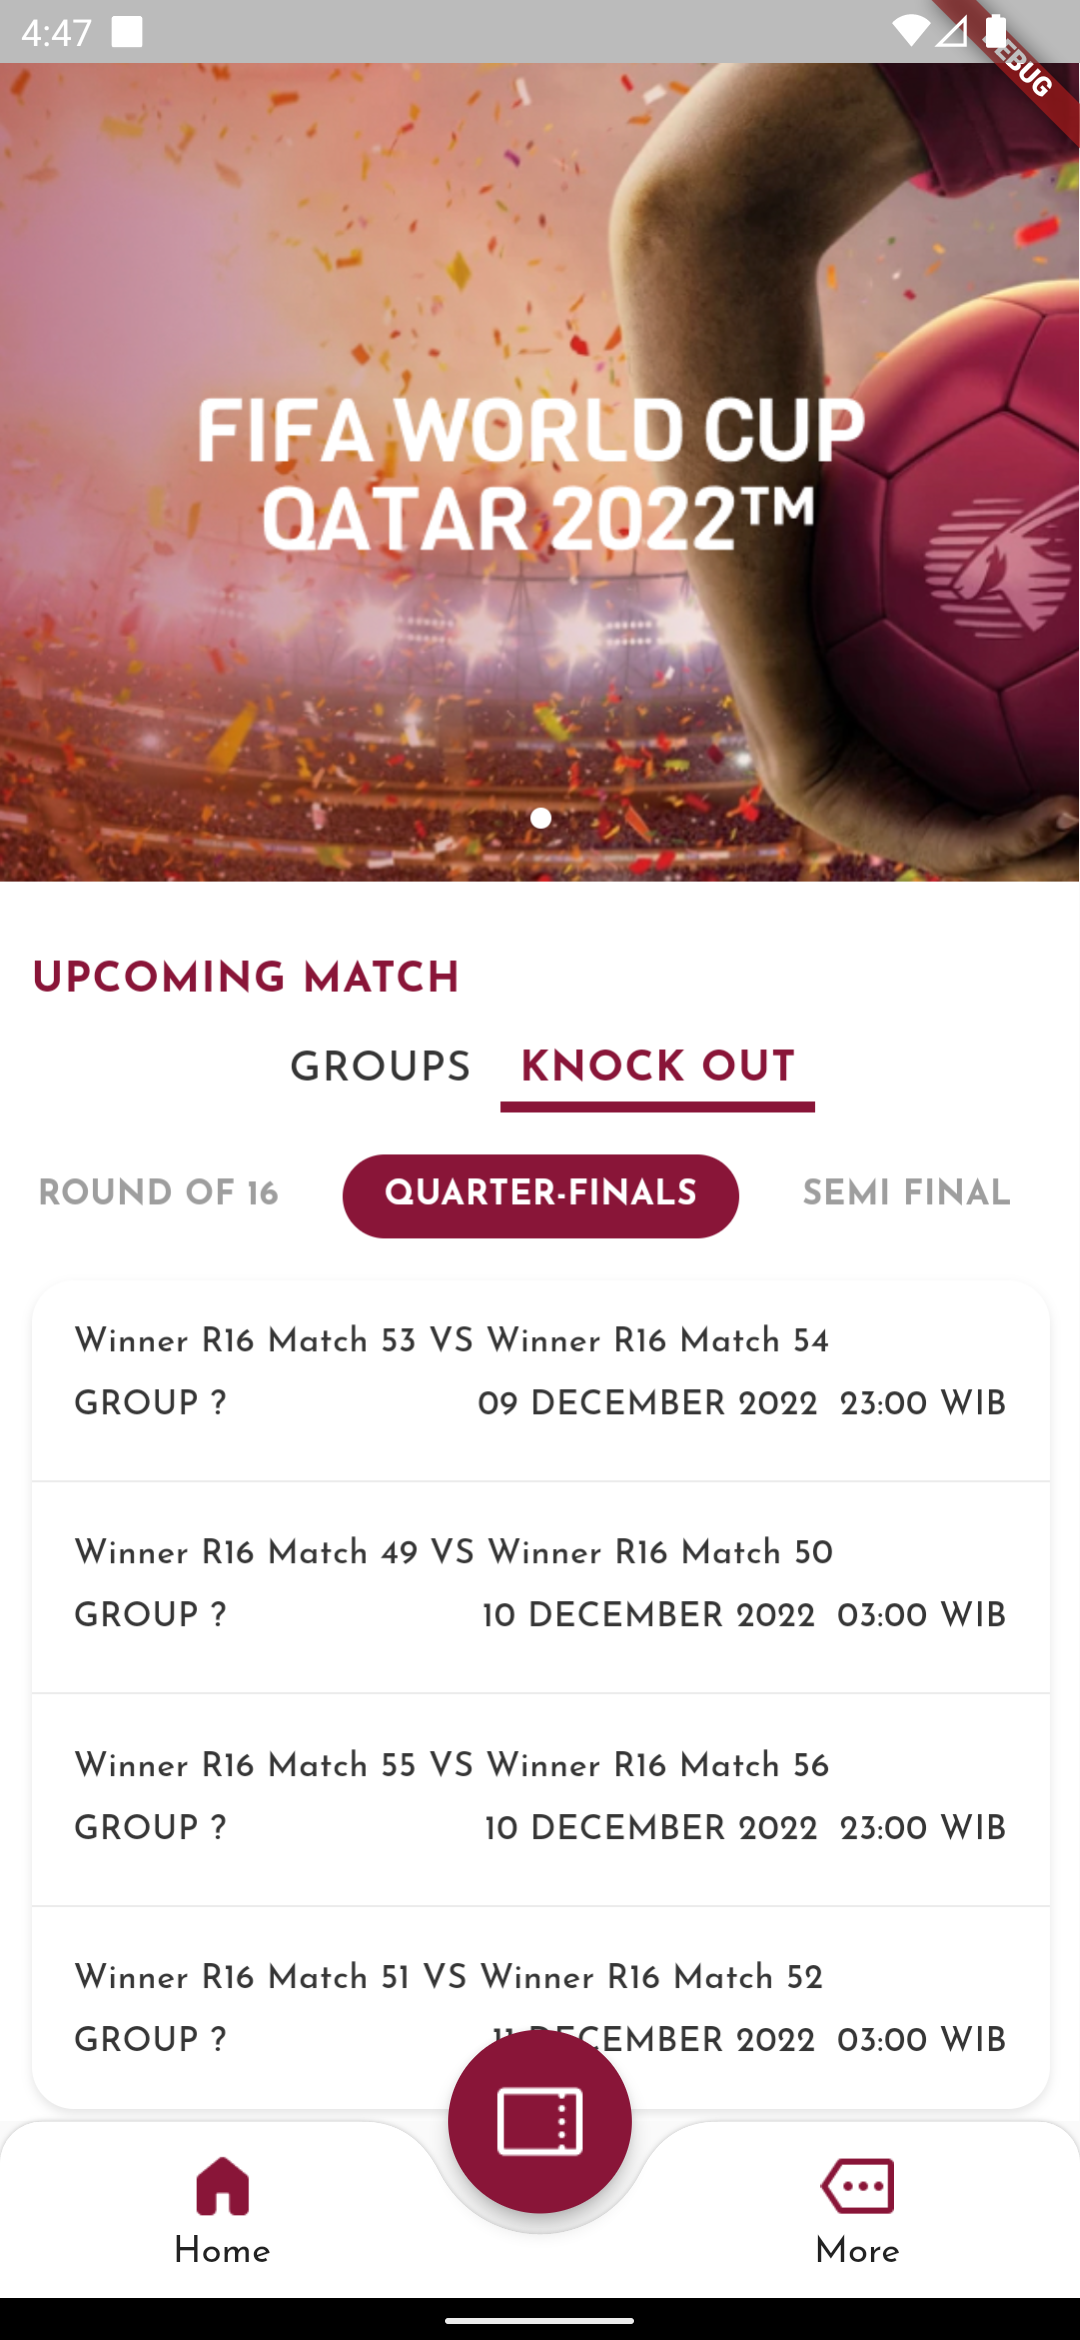 4:47
DEBUG
FIFA WORLD CUP
QATAR 2022™
UPCOMING MATCH
GROUPS KNOCK OUT
ROUND OF 16 QUARTER-FINALS SEMI FINAL
Winner R16 Match 53 VS Winner R16 Match 54
GROUP ? 09 DECEMBER 2022 23:00 WIB
Winner R16 Match 49 VS Winner R16 Match 50
GROUP ? 10 DECEMBER 2022 03:00 WIB
Winner R16 Match 55 VS Winner R16 Match 56
GROUP ? 10 DECEMBER 2022 23:00 WIB
Winner R16 Match 51 VS Winner R16 Match 52
GROUP ? 11 DECEMBER 2022 03:00 WIB
Home More